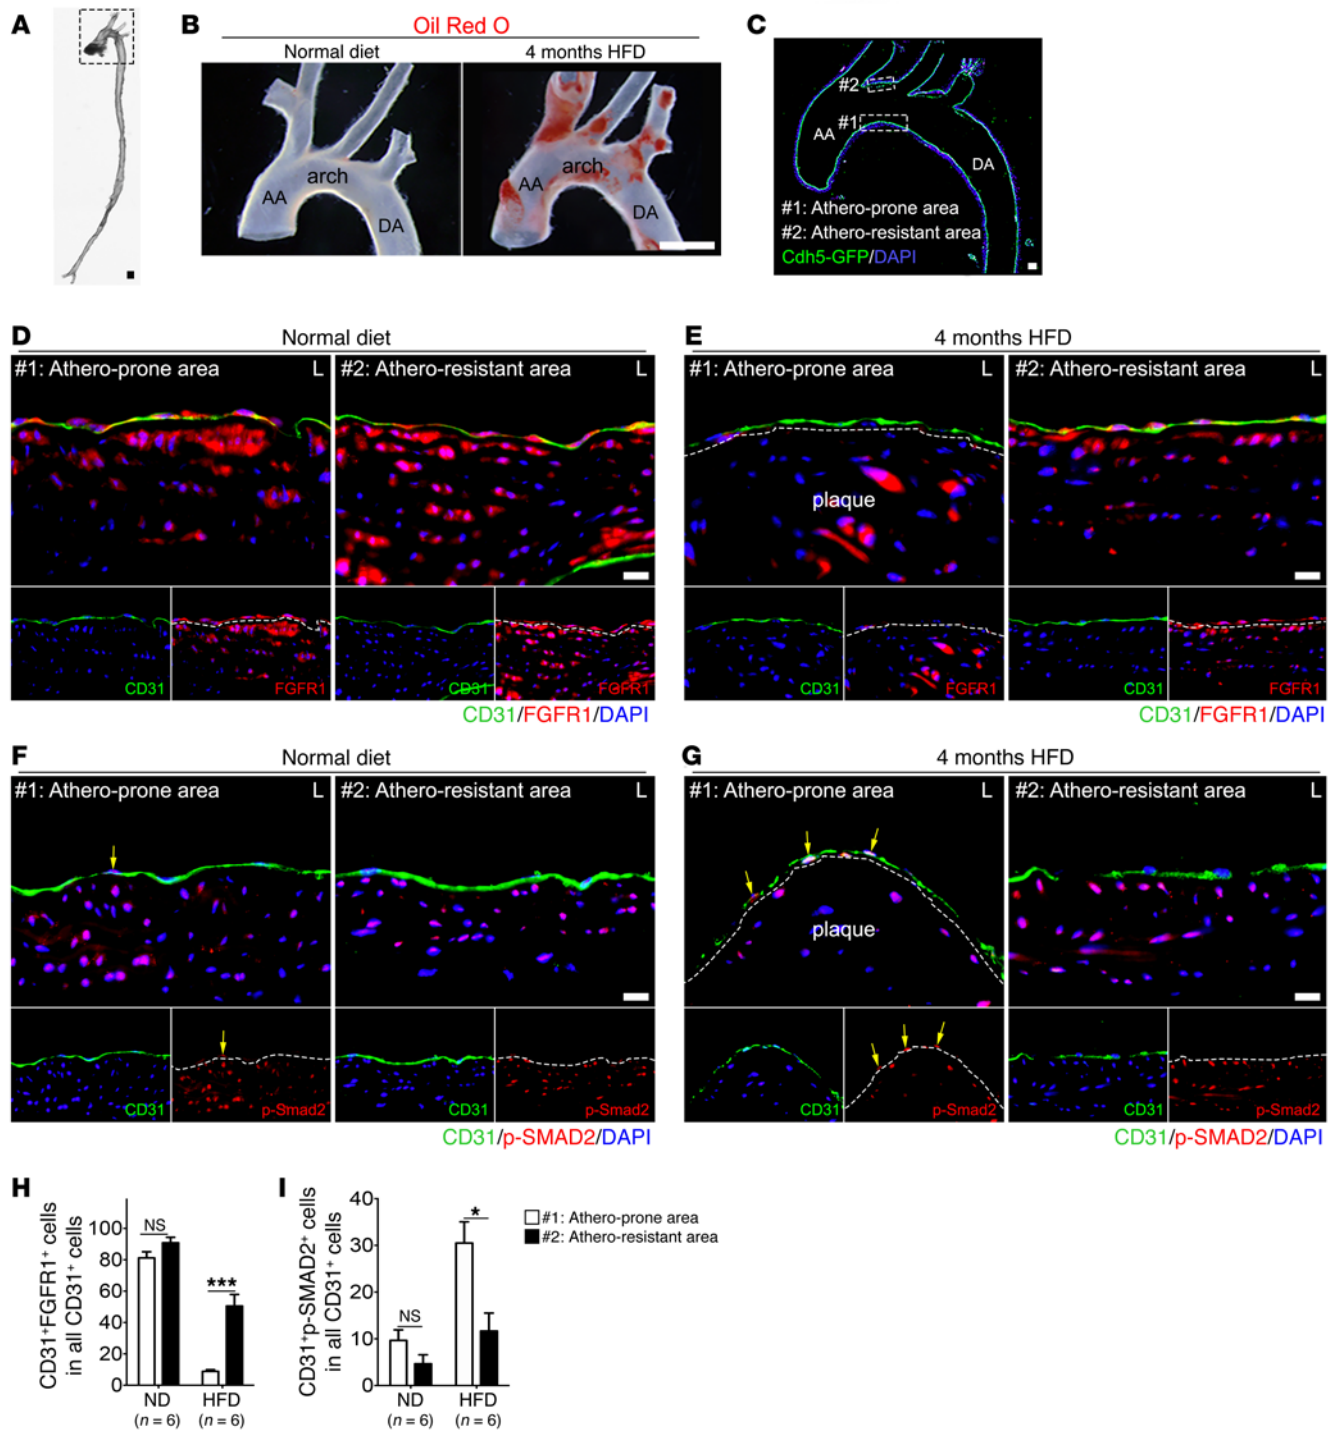 A
B
Oil Red O
Normal diet
4 months HFD
AA
arch
DA
AA
arch
DA
C
#2
#1
AA
DA
#1: Athero-prone area
#2: Athero-resistant area
Cdh5-GFP/DAPI
D
Normal diet
#1: Athero-prone area L
#2: Athero-resistant area L
CD31
FGFR1
CD31
FGFR1
CD31/FGFR1/DAPI
E
4 months HFD
#1: Athero-prone area L
#2: Athero-resistant area L
plaque
CD31
FGFR1
CD31
FGFR1
CD31/FGFR1/DAPI
F
Normal diet
#1: Athero-prone area L
#2: Athero-resistant area L
CD31
p-Smad2
CD31
p-Smad2
CD31/p-SMAD2/DAPI
G
4 months HFD
#1: Athero-prone area L
#2: Athero-resistant area L
plaque
CD31
p-Smad2
CD31
p-Smad2
CD31/p-SMAD2/DAPI
H
CD31⁺FGFR1⁺ cells
in all CD31⁺ cells
100
80
60
40
20
0
NS
***
ND
HFD
(n = 6)
(n = 6)
I
CD31⁺p-SMAD2⁺ cells
in all CD31⁺ cells
40
30
20
10
0
NS
*
ND
HFD
(n = 6)
(n = 6)
#1: Athero-prone area
#2: Athero-resistant area